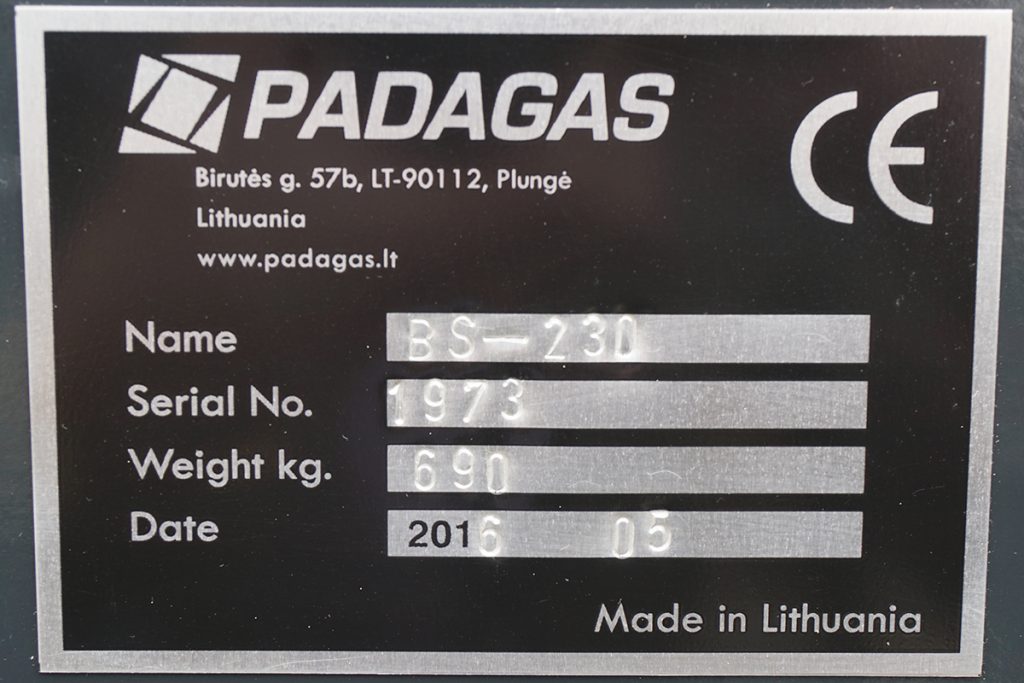 PADAGAS
CE
Birutės g. 57b, LT-90112, Plungė
Lithuania
www.padagas.lt
Name BS-230
Serial No. 1973
Weight kg. 690
Date 2016 05
Made in Lithuania